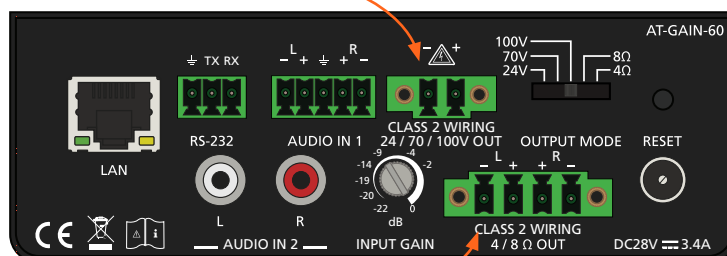 AT-GAIN-60
100V
70V
24V
8Ω
4Ω
TX RX
- L + + R -
- +
LAN
RS-232
AUDIO IN 1
CLASS 2 WIRING
24 / 70 / 100V OUT
OUTPUT MODE
RESET
-9
-4
-14
-2
-19
-20
-22
0
dB
L
R
AUDIO IN 2
INPUT GAIN
- L + + R -
CLASS 2 WIRING
4 / 8 Ω OUT
DC28V 3.4A
CE
i